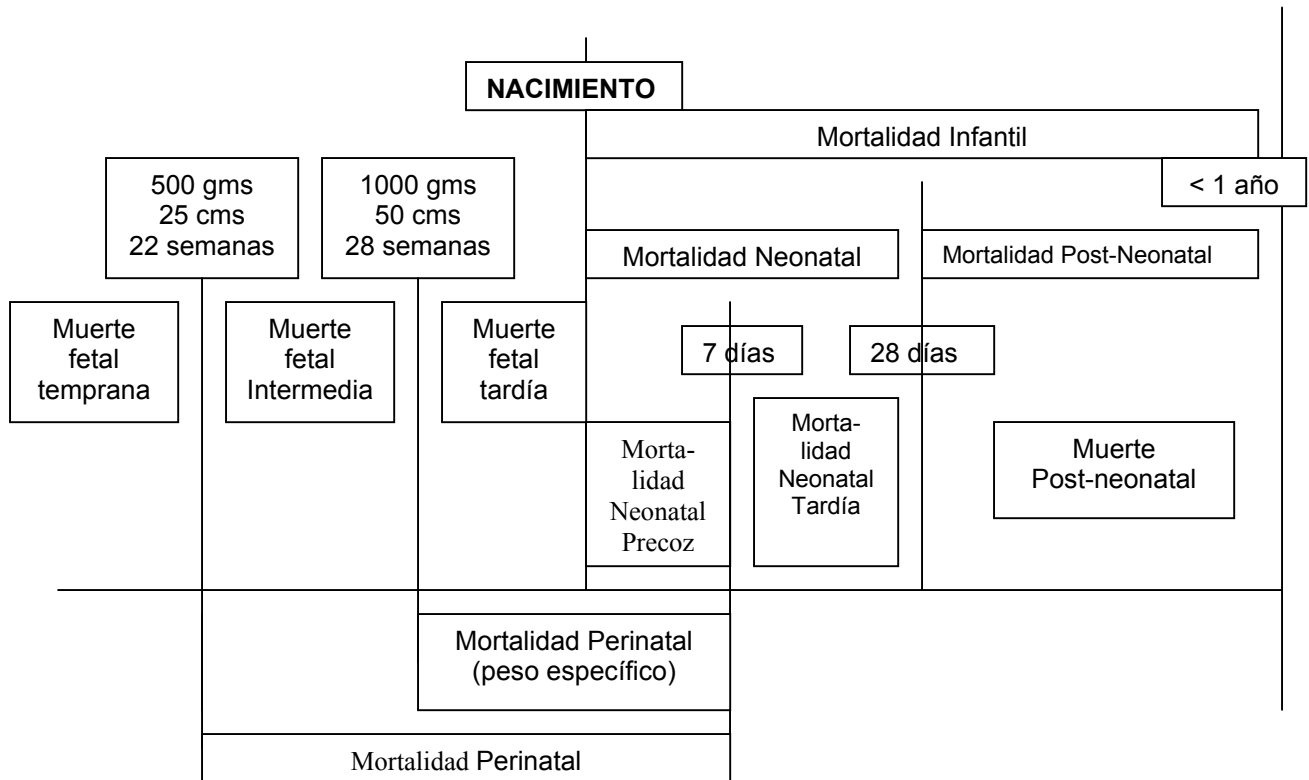 NACIMIENTO
Mortalidad Infantil
< 1 año
500 gms
25 cms
22 semanas
1000 gms
50 cms
28 semanas
Mortalidad Neonatal
Mortalidad Post-Neonatal
Muerte
fetal
temprana
Muerte
fetal
Intermedia
Muerte
fetal
tardía
7 días
28 días
Morta-
lidad
Neonatal
Precoz
Morta-
lidad
Neonatal
Tardía
Muerte
Post-neonatal
Mortalidad Perinatal
(peso específico)
Mortalidad Perinatal